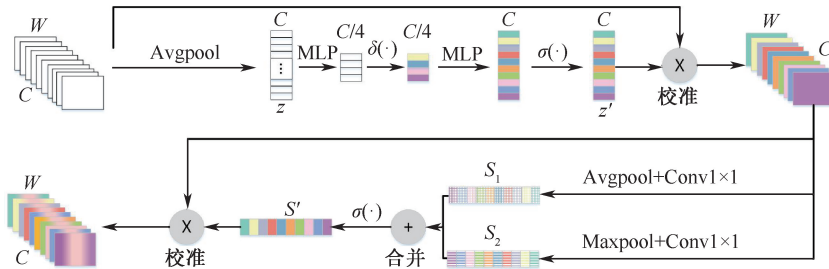 W
C
Avgpool
C
z
MLP
C/4
δ(·)
C/4
MLP
C
σ(·)
C
z′
X
校准
W
C
W
C
X
校准
S′
σ(·)
+
合并
S₁
Avgpool+Conv1×1
S₂
Maxpool+Conv1×1